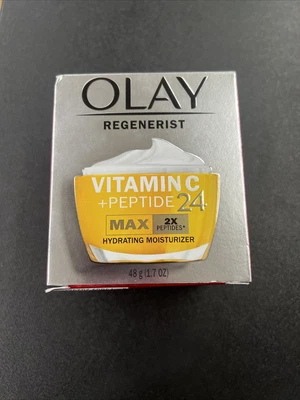 OLAY
REGENERIST
VITAMIN C
+PEPTIDE 24
MAX 2X PEPTIDES*
HYDRATING MOISTURIZER
48 g (1.7 OZ)